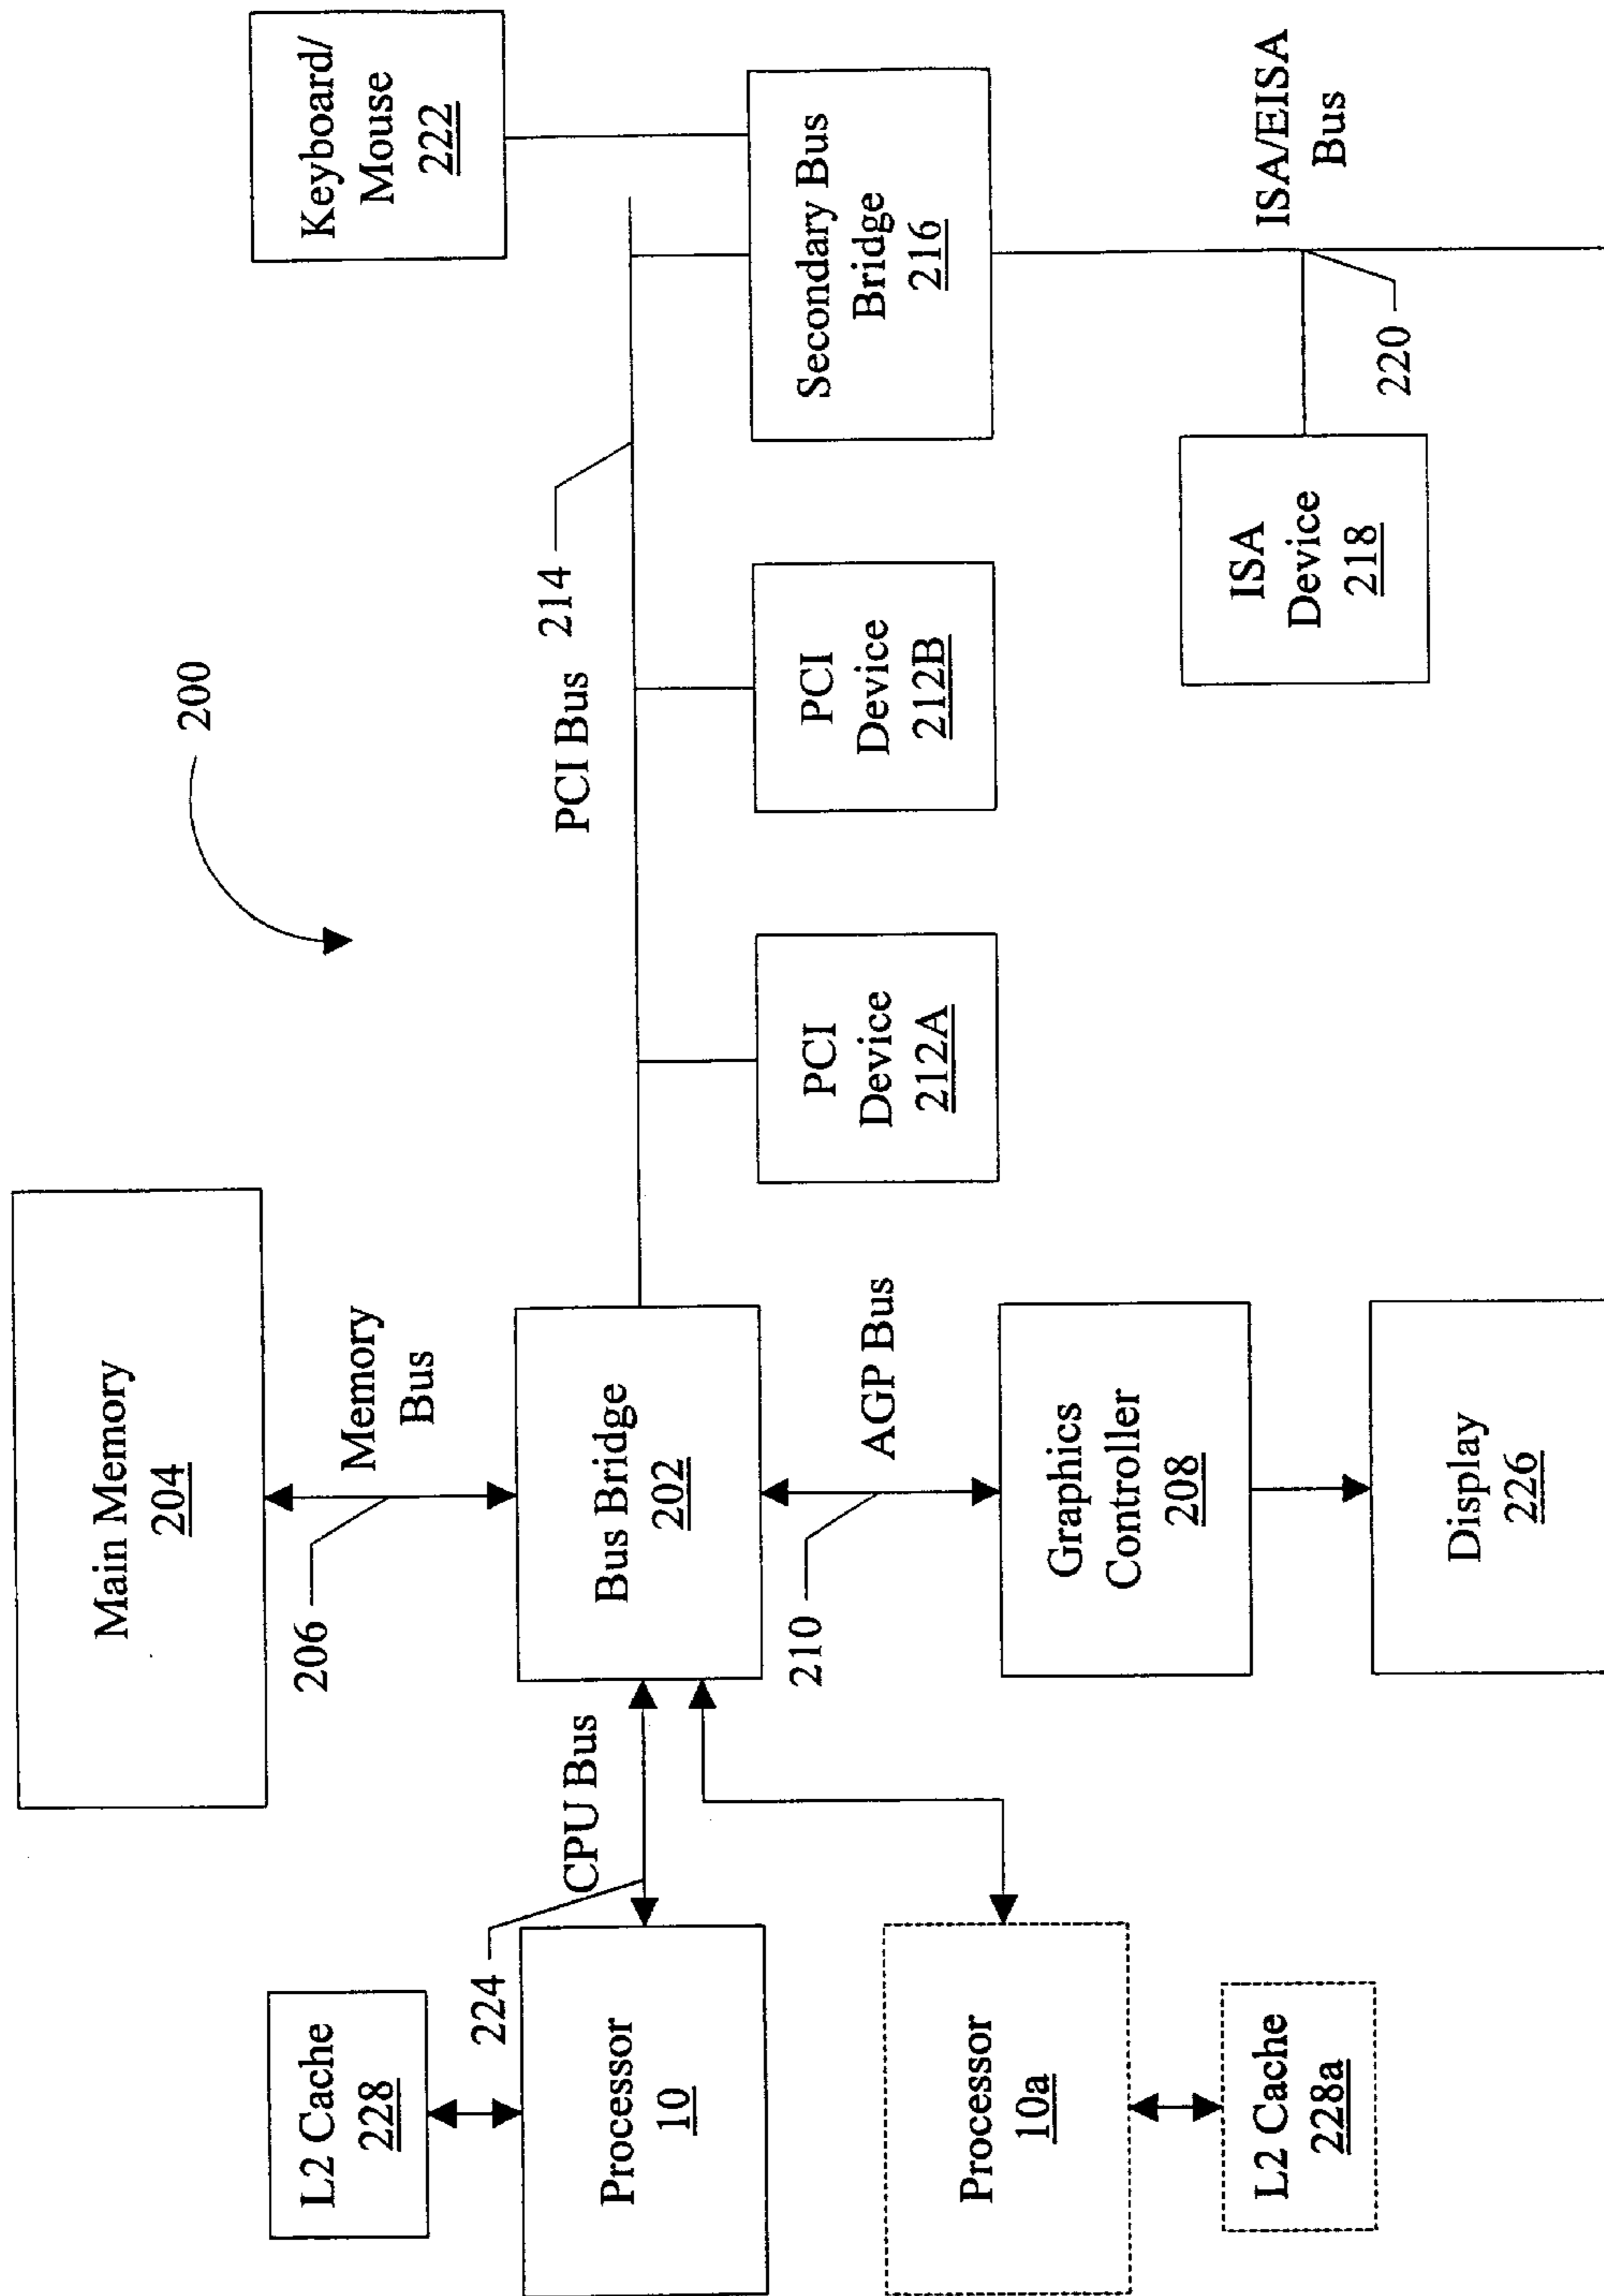 Main Memory
204
Keyboard/
Mouse
222
200
206
Memory
Bus
L2 Cache
228
224
CPU Bus
Processor
10
Bus Bridge
202
PCI Bus
214
PCI
Device
212A
PCI
Device
212B
Secondary Bus
Bridge
216
210
AGP Bus
Processor
10a
L2 Cache
228a
Graphics
Controller
208
Display
226
ISA
Device
218
220
ISA/EISA
Bus